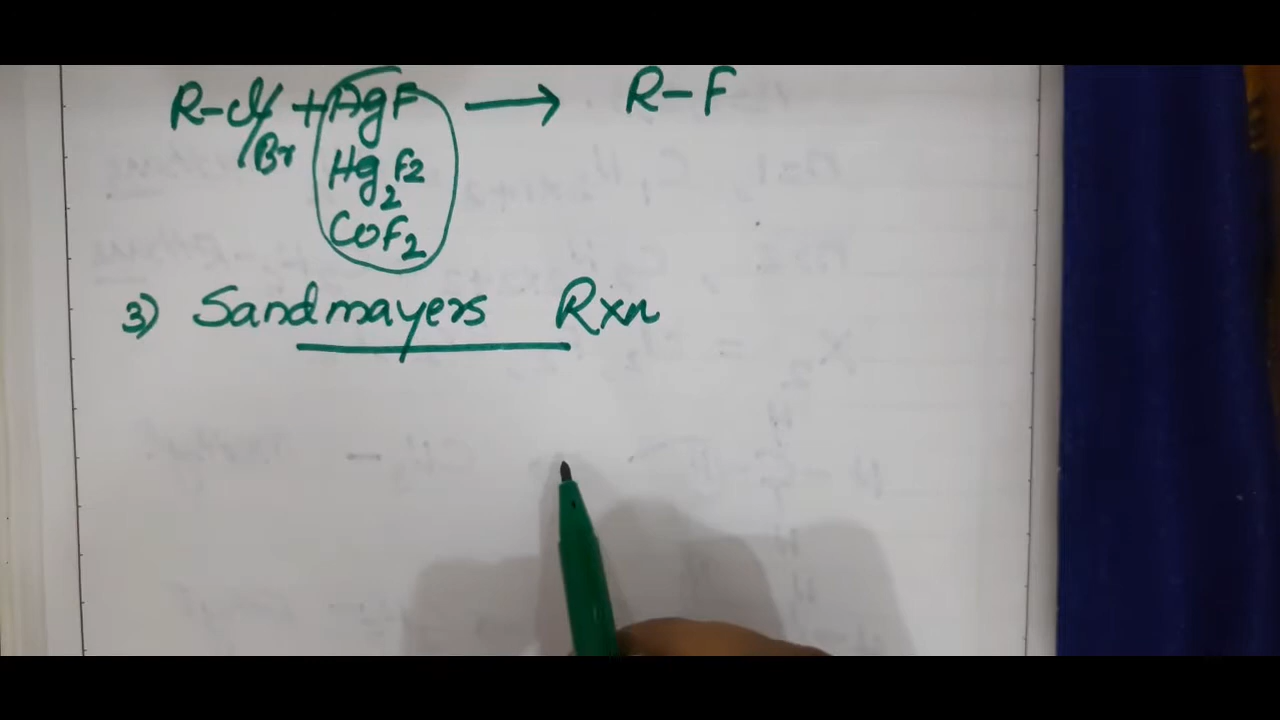 R-Cl/Br + AgF → R-F
Hg2F2
CoF2
3) Sandmayers Rxn